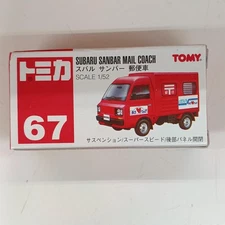 トミカ
67
SUBARU SANBAR MAIL COACH
スバル サンバー 郵便車
SCALE 1/52
TOMY
〒
サスペンション/スーパースピード/後部パネル開閉